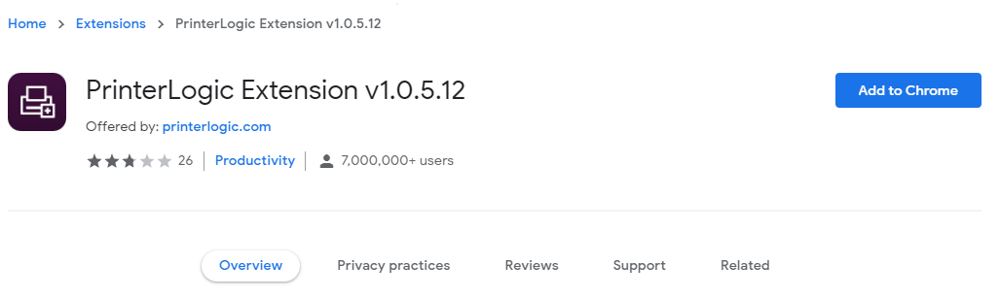 Home > Extensions > PrinterLogic Extension v1.0.5.12
PrinterLogic Extension v1.0.5.12
Add to Chrome
Offered by: printerlogic.com
26 Productivity 7,000,000+ users
Overview Privacy practices Reviews Support Related